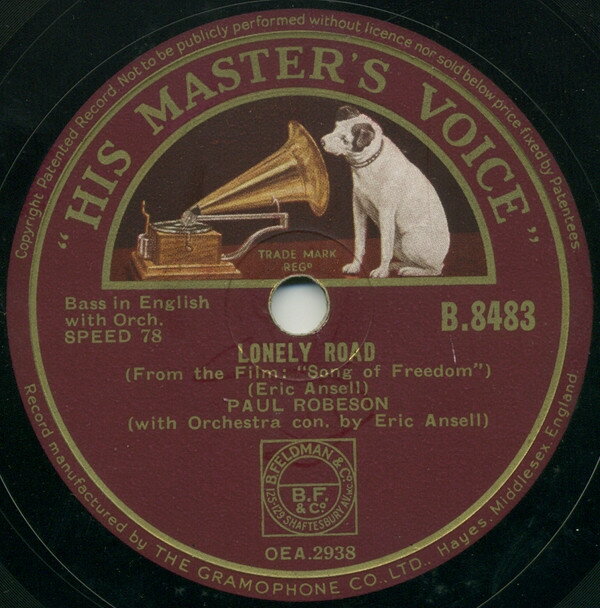 Copyright Patented Record. Not to be publicly performed without licence nor sold below price fixed by Patentees.
"HIS MASTER'S VOICE"
TRADE MARK
REGD
Bass in English
with Orch.
SPEED 78
B.8483
LONELY ROAD
(From the Film: "Song of Freedom")
(Eric Ansell)
PAUL ROBESON
(with Orchestra con. by Eric Ansell)
B. FELDMAN & Co
B.F.
& Co
125-129 SHAFTESBURY AV. W.C.
OEA.2938
Record manufactured by THE GRAMOPHONE CO., LTD., Hayes, Middlesex, England.